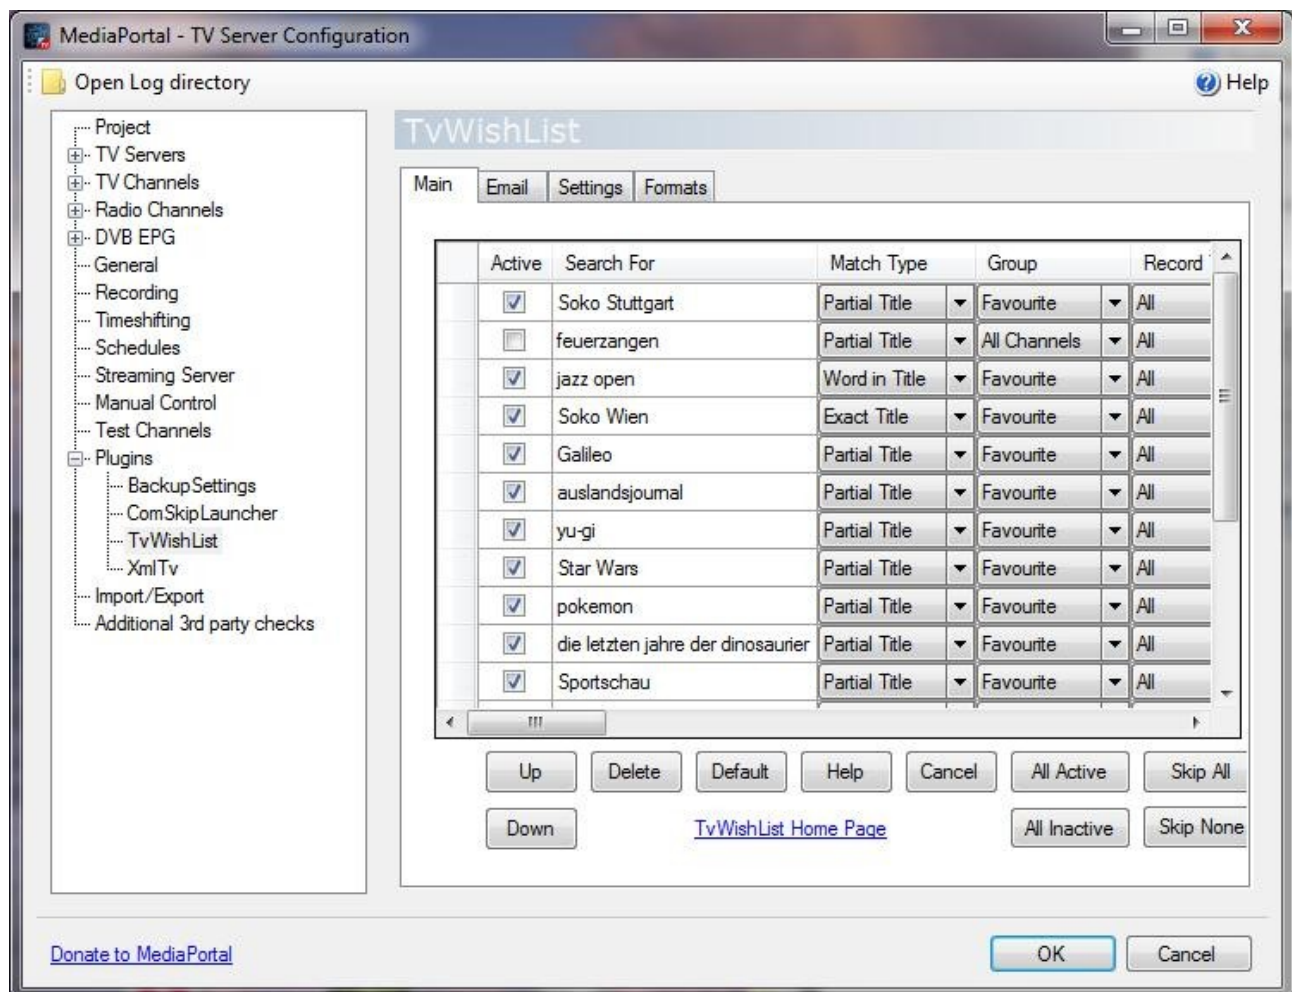 MediaPortal - TV Server Configuration
Open Log directory
Help
Project
TV Servers
TV Channels
Radio Channels
DVB EPG
General
Recording
Timeshifting
Schedules
Streaming Server
Manual Control
Test Channels
Plugins
BackupSettings
ComSkipLauncher
TvWishList
XmlTv
Import/Export
Additional 3rd party checks
TvWishList
Main Email Settings Formats
Active Search For Match Type Group Record
Soko Stuttgart Partial Title Favourite All
feuerzangen Partial Title All Channels All
jazz open Word in Title Favourite All
Soko Wien Exact Title Favourite All
Galileo Partial Title Favourite All
auslandsjournal Partial Title Favourite All
yu-gi Partial Title Favourite All
Star Wars Partial Title Favourite All
pokemon Partial Title Favourite All
die letzten jahre der dinosaurier Partial Title Favourite All
Sportschau Partial Title Favourite All
Up Delete Default Help Cancel All Active Skip All
Down TvWishList Home Page All Inactive Skip None
Donate to MediaPortal
OK Cancel